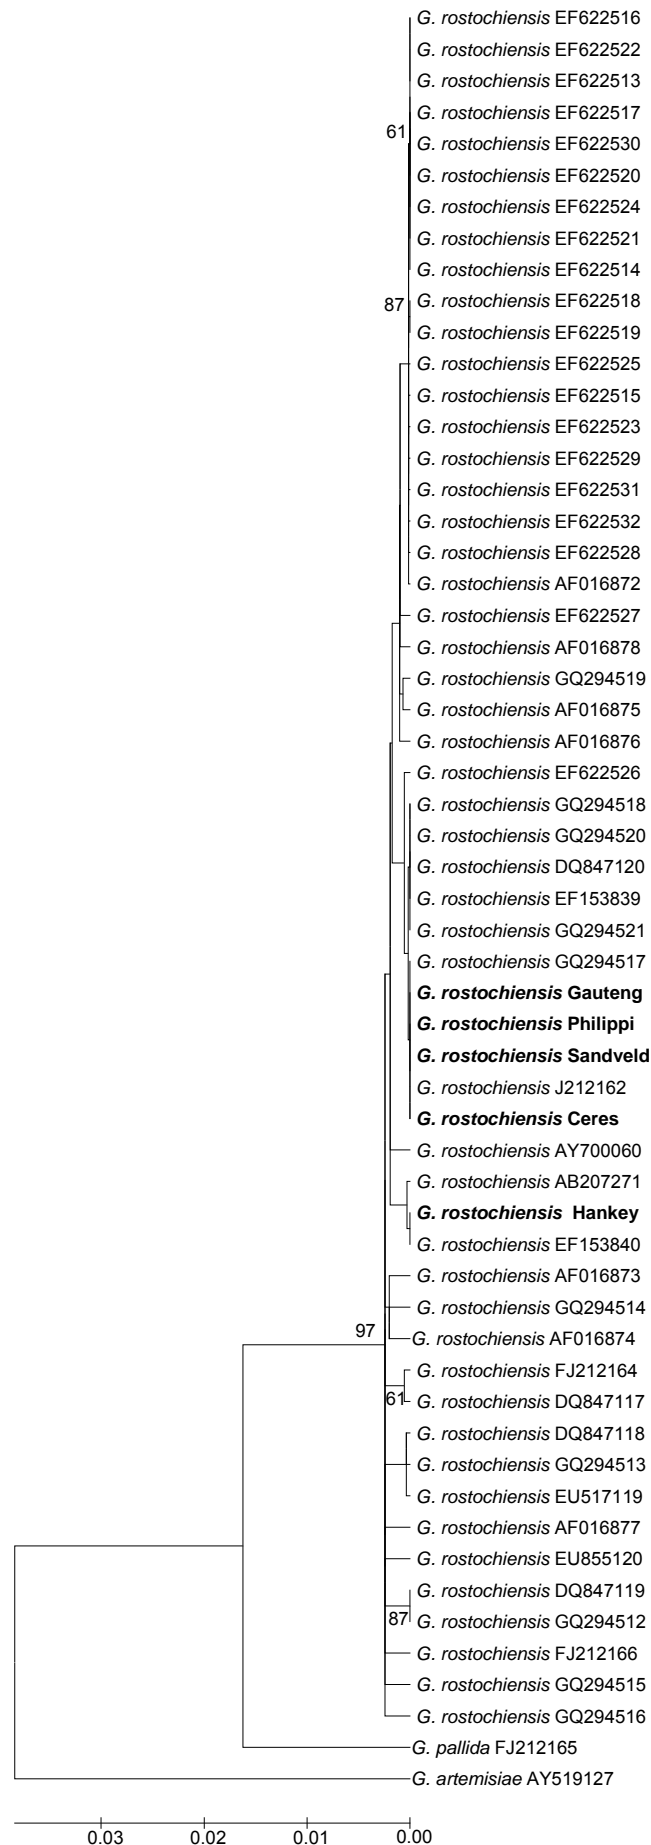 G. rostochiensis EF622516
G. rostochiensis EF622522
G. rostochiensis EF622513
G. rostochiensis EF622517
61
G. rostochiensis EF622530
G. rostochiensis EF622520
G. rostochiensis EF622524
G. rostochiensis EF622521
G. rostochiensis EF622514
87
G. rostochiensis EF622518
G. rostochiensis EF622519
G. rostochiensis EF622525
G. rostochiensis EF622515
G. rostochiensis EF622523
G. rostochiensis EF622529
G. rostochiensis EF622531
G. rostochiensis EF622532
G. rostochiensis EF622528
G. rostochiensis AF016872
G. rostochiensis EF622527
G. rostochiensis AF016878
G. rostochiensis GQ294519
G. rostochiensis AF016875
G. rostochiensis AF016876
G. rostochiensis EF622526
G. rostochiensis GQ294518
G. rostochiensis GQ294520
G. rostochiensis DQ847120
G. rostochiensis EF153839
G. rostochiensis GQ294521
G. rostochiensis GQ294517
G. rostochiensis Gauteng
G. rostochiensis Philippi
G. rostochiensis Sandveld
G. rostochiensis J212162
G. rostochiensis Ceres
G. rostochiensis AY700060
G. rostochiensis AB207271
G. rostochiensis Hankey
G. rostochiensis EF153840
G. rostochiensis AF016873
G. rostochiensis GQ294514
97
G. rostochiensis AF016874
G. rostochiensis FJ212164
61
G. rostochiensis DQ847117
G. rostochiensis DQ847118
G. rostochiensis GQ294513
G. rostochiensis EU517119
G. rostochiensis AF016877
G. rostochiensis EU855120
G. rostochiensis DQ847119
87
G. rostochiensis GQ294512
G. rostochiensis FJ212166
G. rostochiensis GQ294515
G. rostochiensis GQ294516
G. pallida FJ212165
G. artemisiae AY519127
0.03 0.02 0.01 0.00